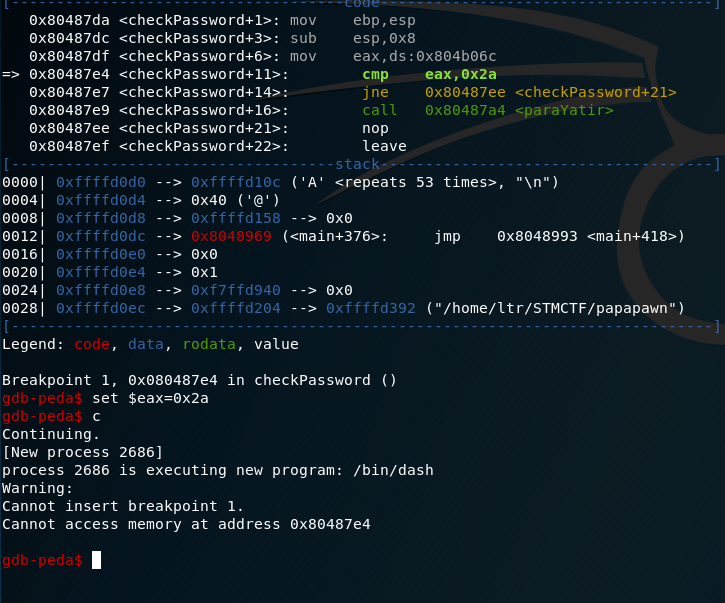 [-------------------------------------code-------------------------------------]
   0x80487da <checkPassword+1>: mov    ebp,esp
   0x80487dc <checkPassword+3>: sub    esp,0x8
   0x80487df <checkPassword+6>: mov    eax,ds:0x804b06c
=> 0x80487e4 <checkPassword+11>:        cmp    eax,0x2a
   0x80487e7 <checkPassword+14>:        jne    0x80487ee <checkPassword+21>
   0x80487e9 <checkPassword+16>:        call   0x80487a4 <paraYatir>
   0x80487ee <checkPassword+21>:        nop
   0x80487ef <checkPassword+22>:        leave
[------------------------------------stack-------------------------------------]
0000| 0xffffd0d0 --> 0xffffd10c ('A' <repeats 53 times>, "\n")
0004| 0xffffd0d4 --> 0x40 ('@')
0008| 0xffffd0d8 --> 0xffffd158 --> 0x0
0012| 0xffffd0dc --> 0x8048969 (<main+376>:     jmp    0x8048993 <main+418>)
0016| 0xffffd0e0 --> 0x0
0020| 0xffffd0e4 --> 0x1
0024| 0xffffd0e8 --> 0xf7ffd940 --> 0x0
0028| 0xffffd0ec --> 0xffffd204 --> 0xffffd392 ("/home/ltr/STMCTF/papapawn")
[------------------------------------------------------------------------------]
Legend: code, data, rodata, value

Breakpoint 1, 0x080487e4 in checkPassword ()
gdb-peda$ set $eax=0x2a
gdb-peda$ c
Continuing.
[New process 2686]
process 2686 is executing new program: /bin/dash
Warning:
Cannot insert breakpoint 1.
Cannot access memory at address 0x80487e4

gdb-peda$